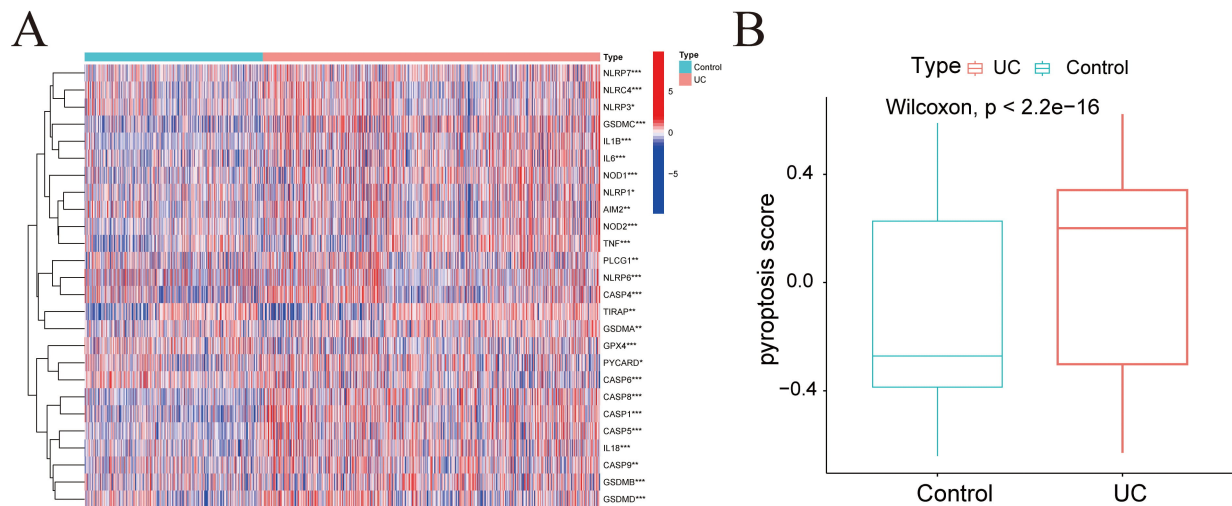 A
Type
NLRP7***
NLRC4***
NLRP3*
GSDMC***
IL1B***
IL6***
NOD1***
NLRP1*
AIM2**
NOD2***
TNF***
PLCG1**
NLRP6***
CASP4***
TIRAP**
GSDMA**
GPX4***
PYCARD*
CASP6***
CASP8***
CASP1***
CASP5***
IL18***
CASP9**
GSDMB***
GSDMD***
5
0
−5
Type
Control
UC
B
Type UC Control
Wilcoxon, p < 2.2e−16
pyroptosis score
0.4
0.0
−0.4
Control UC